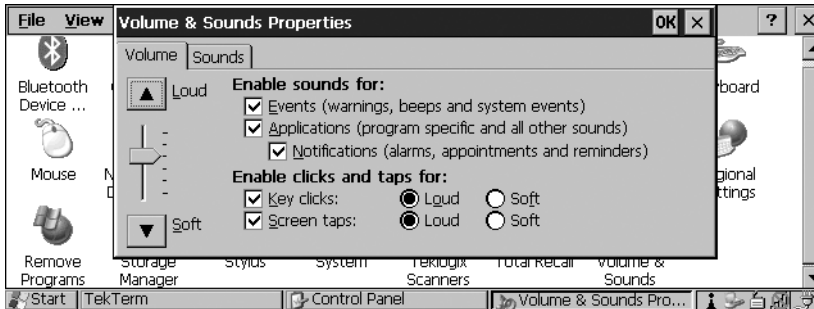 File View Volume & Sounds Properties OK × ? ×
Volume Sounds
Bluetooth Device ...
Loud
Enable sounds for:
Events (warnings, beeps and system events)
Applications (program specific and all other sounds)
Notifications (alarms, appointments and reminders)
Mouse
Enable clicks and taps for:
Key clicks: Loud Soft
Screen taps: Loud Soft
Soft
Remove Programs
Storage Manager
Stylus
System
Teklogix Scanners
Total Recall
Volume & Sounds
Start TekTerm Control Panel Volume & Sounds Pro...